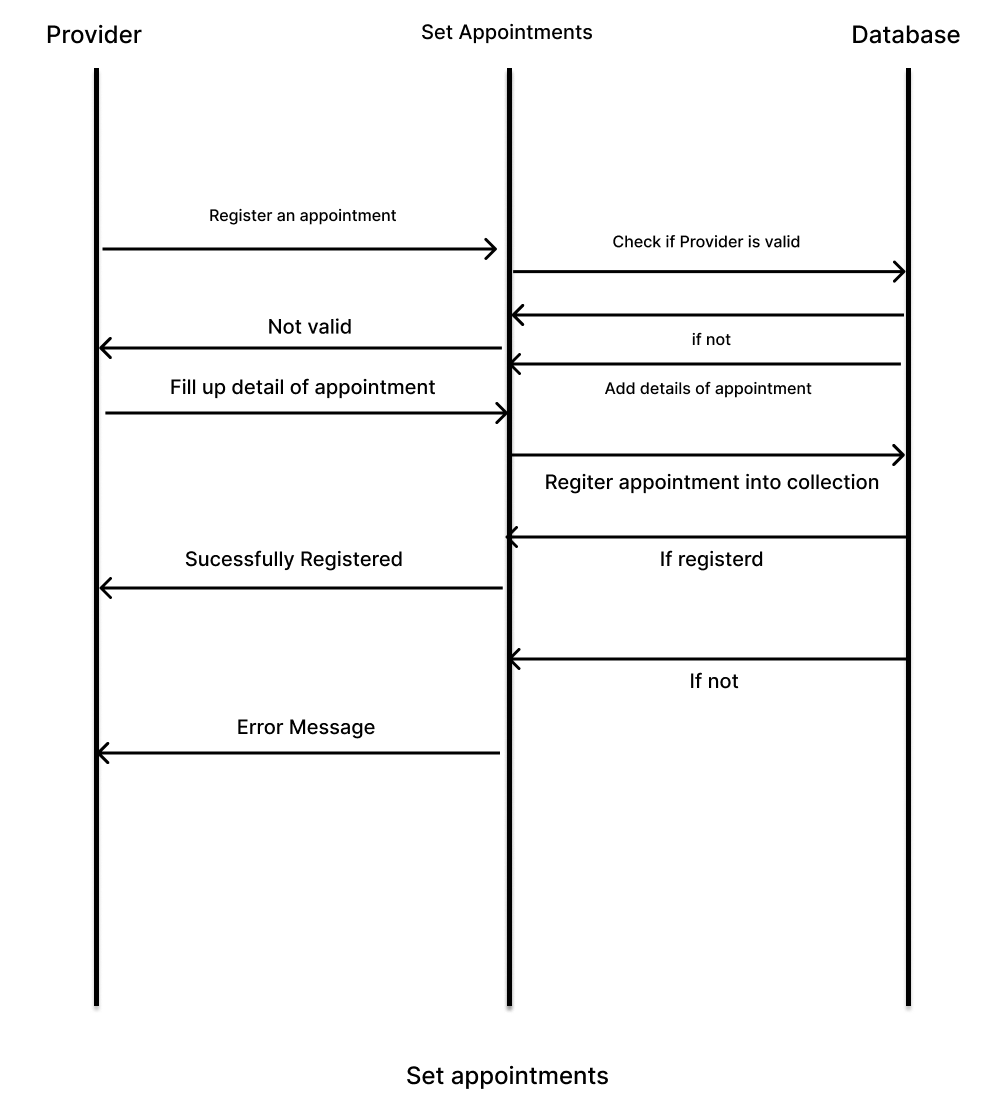 Provider
Set Appointments
Database
Register an appointment
Check if Provider is valid
Not valid
if not
Fill up detail of appointment
Add details of appointment
Regiter appointment into collection
Sucessfully Registered
If registerd
If not
Error Message
Set appointments